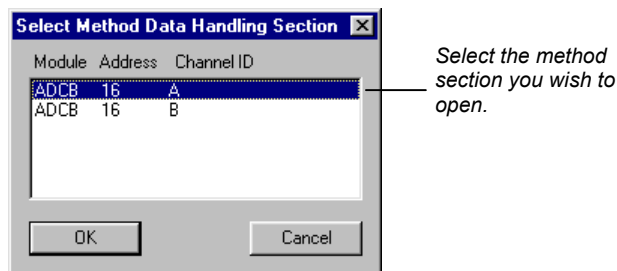 Select Method Data Handling Section
Module Address Channel ID
ADCB 16 A
ADCB 16 B
OK Cancel
Select the method
section you wish to
open.